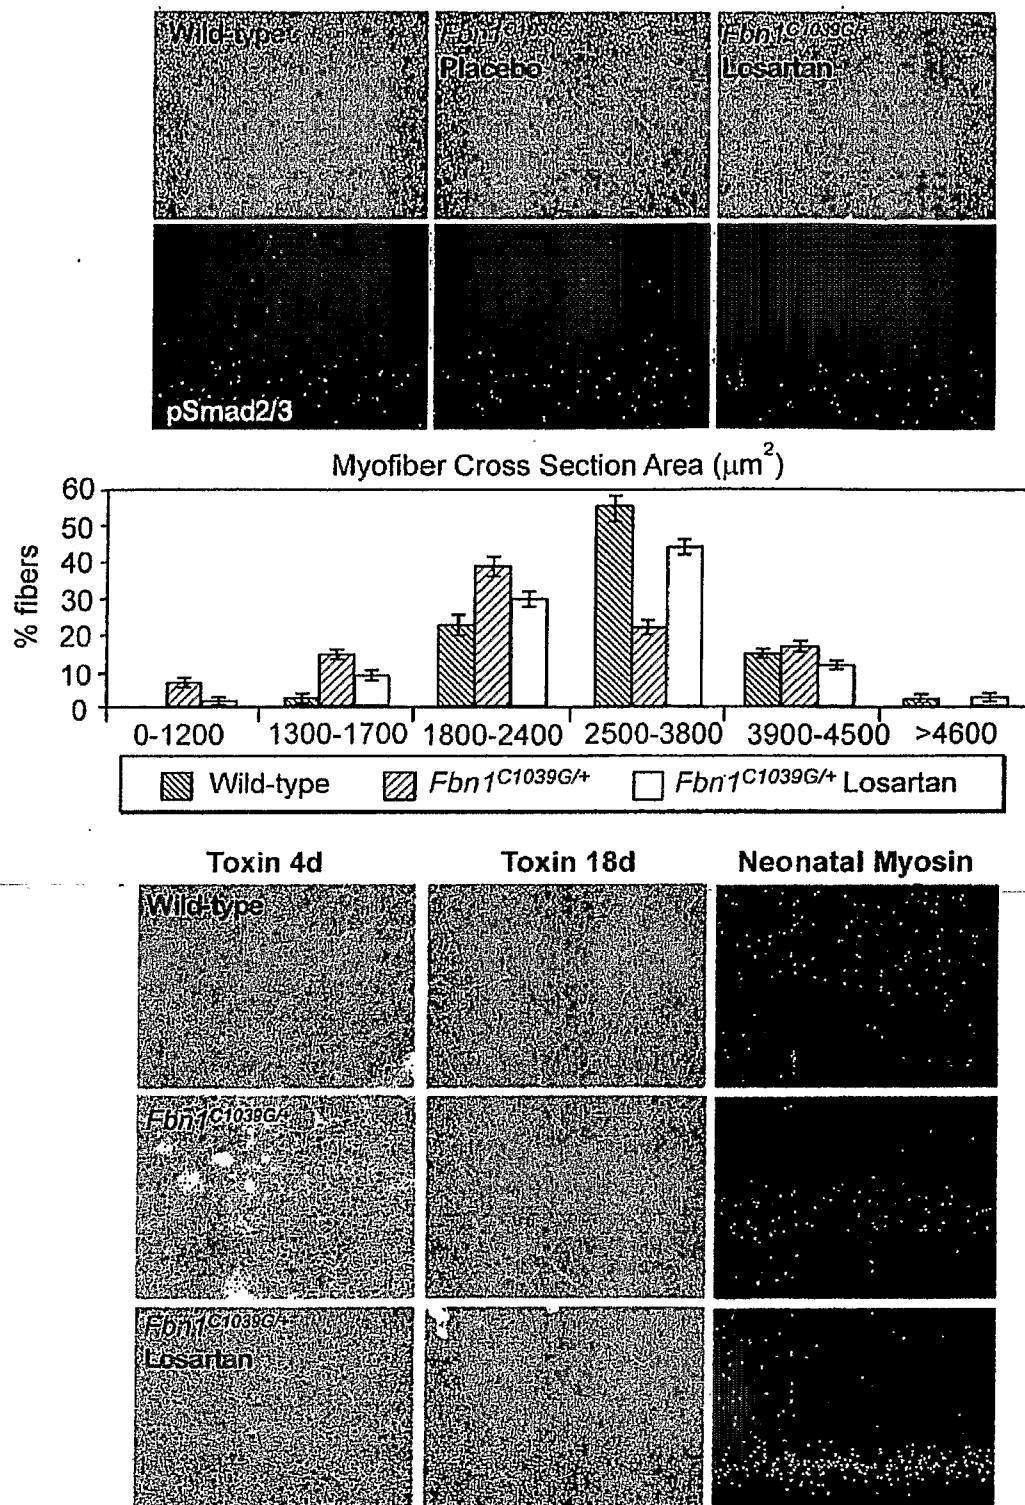 Wild-type
Fbn1C1039G/+
Placebo
Fbn1C1039G/+
Losartan
pSmad2/3
Myofiber Cross Section Area (μm²)
% fibers
60
50
40
30
20
10
0
0-1200 1300-1700 1800-2400 2500-3800 3900-4500 >4600
Wild-type Fbn1C1039G/+ Fbn1C1039G/+ Losartan
Toxin 4d Toxin 18d Neonatal Myosin
Wild-type
Fbn1C1039G/+
Fbn1C1039G/+
Losartan